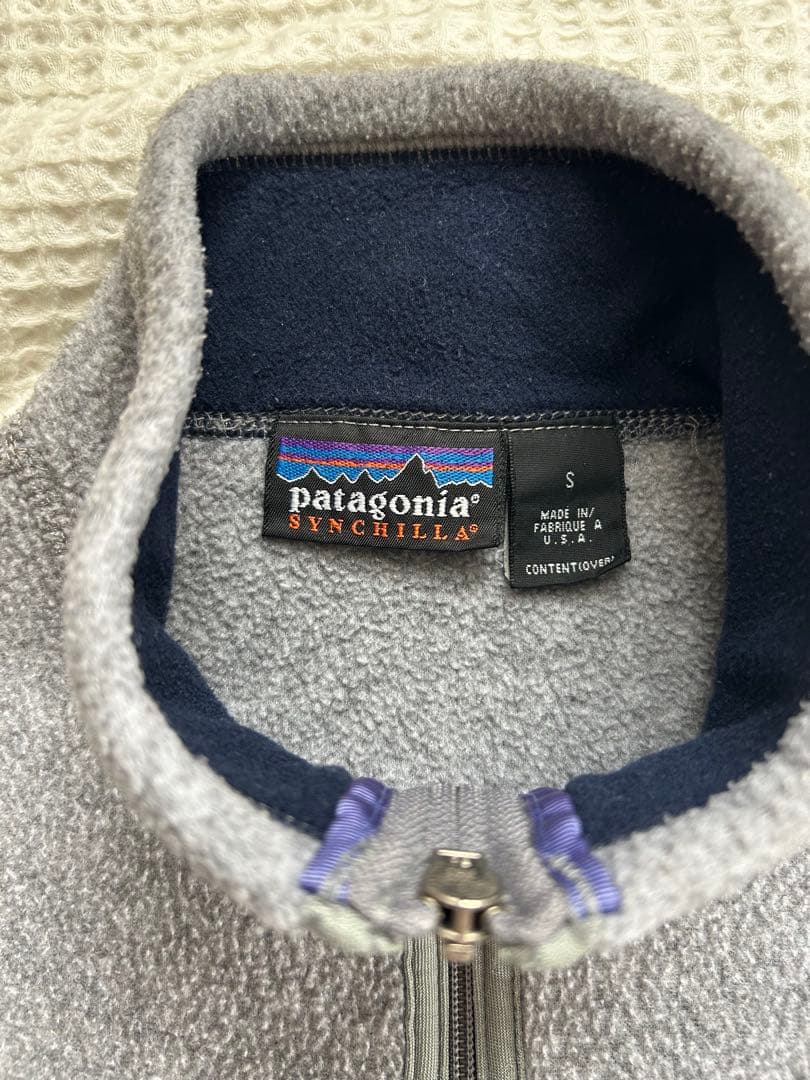 patagonia®
SYNCHILLA®
S
MADE IN/
FABRIQUE A
U.S.A.
CONTENT(OVER)